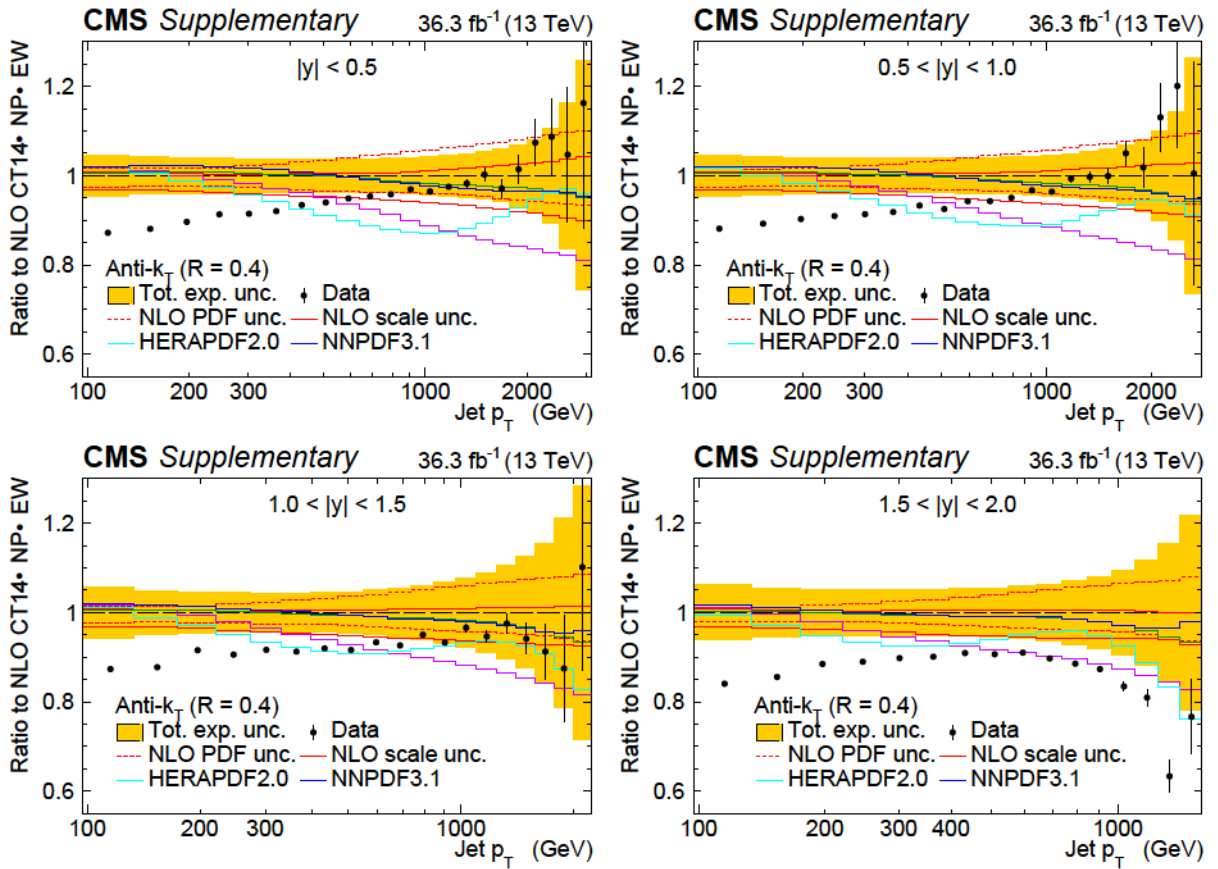 CMS Supplementary 36.3 fb-1 (13 TeV)
Ratio to NLO CT14• NP• EW
|y| < 0.5
1.2
1
0.8
0.6
Anti-kT (R = 0.4)
Tot. exp. unc. Data
NLO PDF unc. NLO scale unc.
HERAPDF2.0 NNPDF3.1
100 200 300 1000 2000
Jet pT (GeV)
CMS Supplementary 36.3 fb-1 (13 TeV)
Ratio to NLO CT14• NP• EW
0.5 < |y| < 1.0
1.2
1
0.8
0.6
Anti-kT (R = 0.4)
Tot. exp. unc. Data
NLO PDF unc. NLO scale unc.
HERAPDF2.0 NNPDF3.1
100 200 300 1000 2000
Jet pT (GeV)
CMS Supplementary 36.3 fb-1 (13 TeV)
Ratio to NLO CT14• NP• EW
1.0 < |y| < 1.5
1.2
1
0.8
0.6
Anti-kT (R = 0.4)
Tot. exp. unc. Data
NLO PDF unc. NLO scale unc.
HERAPDF2.0 NNPDF3.1
100 200 300 1000
Jet pT (GeV)
CMS Supplementary 36.3 fb-1 (13 TeV)
Ratio to NLO CT14• NP• EW
1.5 < |y| < 2.0
1.2
1
0.8
0.6
Anti-kT (R = 0.4)
Tot. exp. unc. Data
NLO PDF unc. NLO scale unc.
HERAPDF2.0 NNPDF3.1
100 200 300 400 1000
Jet pT (GeV)